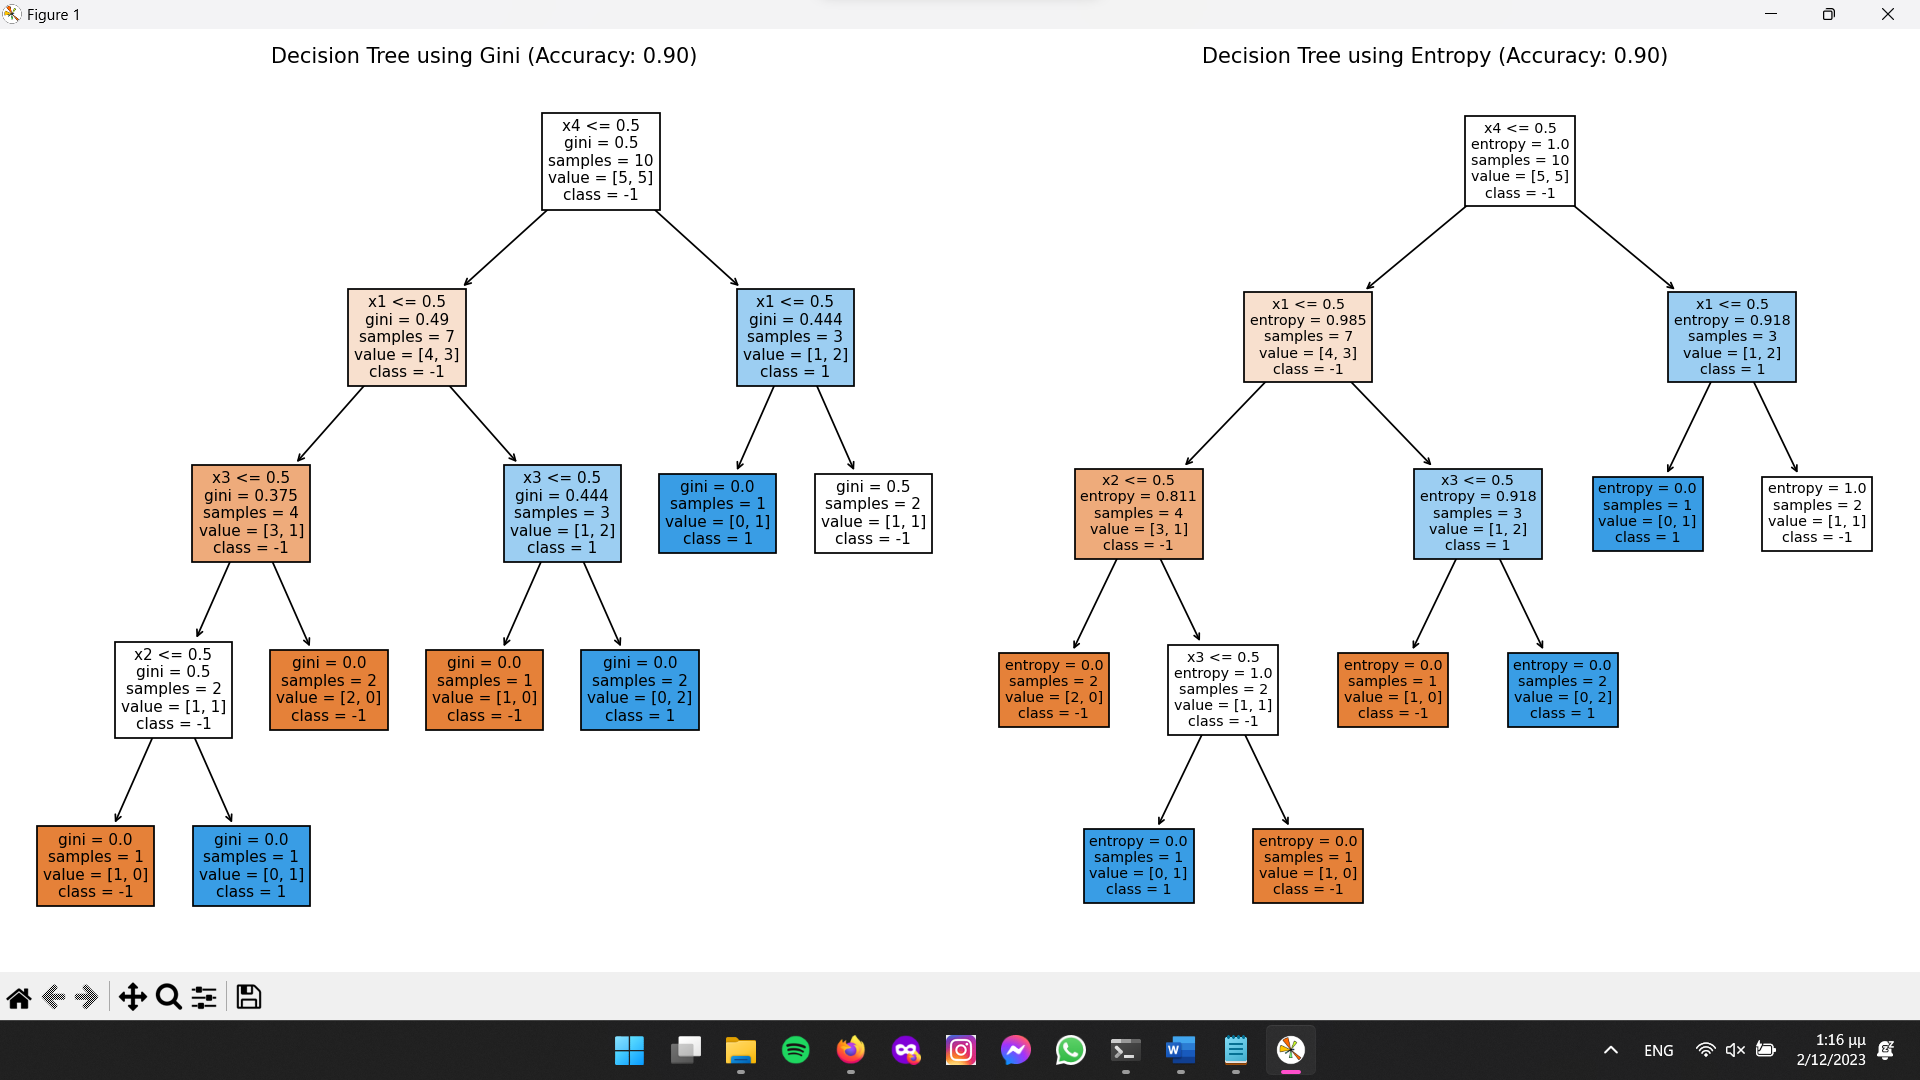 Figure 1
Decision Tree using Gini (Accuracy: 0.90)
x4 <= 0.5
gini = 0.5
samples = 10
value = [5, 5]
class = -1
x1 <= 0.5
gini = 0.49
samples = 7
value = [4, 3]
class = -1
x1 <= 0.5
gini = 0.444
samples = 3
value = [1, 2]
class = 1
x3 <= 0.5
gini = 0.375
samples = 4
value = [3, 1]
class = -1
x3 <= 0.5
gini = 0.444
samples = 3
value = [1, 2]
class = 1
gini = 0.0
samples = 1
value = [0, 1]
class = 1
gini = 0.5
samples = 2
value = [1, 1]
class = -1
x2 <= 0.5
gini = 0.5
samples = 2
value = [1, 1]
class = -1
gini = 0.0
samples = 2
value = [2, 0]
class = -1
gini = 0.0
samples = 1
value = [1, 0]
class = -1
gini = 0.0
samples = 2
value = [0, 2]
class = 1
gini = 0.0
samples = 1
value = [1, 0]
class = -1
gini = 0.0
samples = 1
value = [0, 1]
class = 1
Decision Tree using Entropy (Accuracy: 0.90)
x4 <= 0.5
entropy = 1.0
samples = 10
value = [5, 5]
class = -1
x1 <= 0.5
entropy = 0.985
samples = 7
value = [4, 3]
class = -1
x1 <= 0.5
entropy = 0.918
samples = 3
value = [1, 2]
class = 1
x2 <= 0.5
entropy = 0.811
samples = 4
value = [3, 1]
class = -1
x3 <= 0.5
entropy = 0.918
samples = 3
value = [1, 2]
class = 1
entropy = 0.0
samples = 1
value = [0, 1]
class = 1
entropy = 1.0
samples = 2
value = [1, 1]
class = -1
entropy = 0.0
samples = 2
value = [2, 0]
class = -1
x3 <= 0.5
entropy = 1.0
samples = 2
value = [1, 1]
class = -1
entropy = 0.0
samples = 1
value = [1, 0]
class = -1
entropy = 0.0
samples = 2
value = [0, 2]
class = 1
entropy = 0.0
samples = 1
value = [0, 1]
class = 1
entropy = 0.0
samples = 1
value = [1, 0]
class = -1
W
ENG
1:16 μμ
2/12/2023